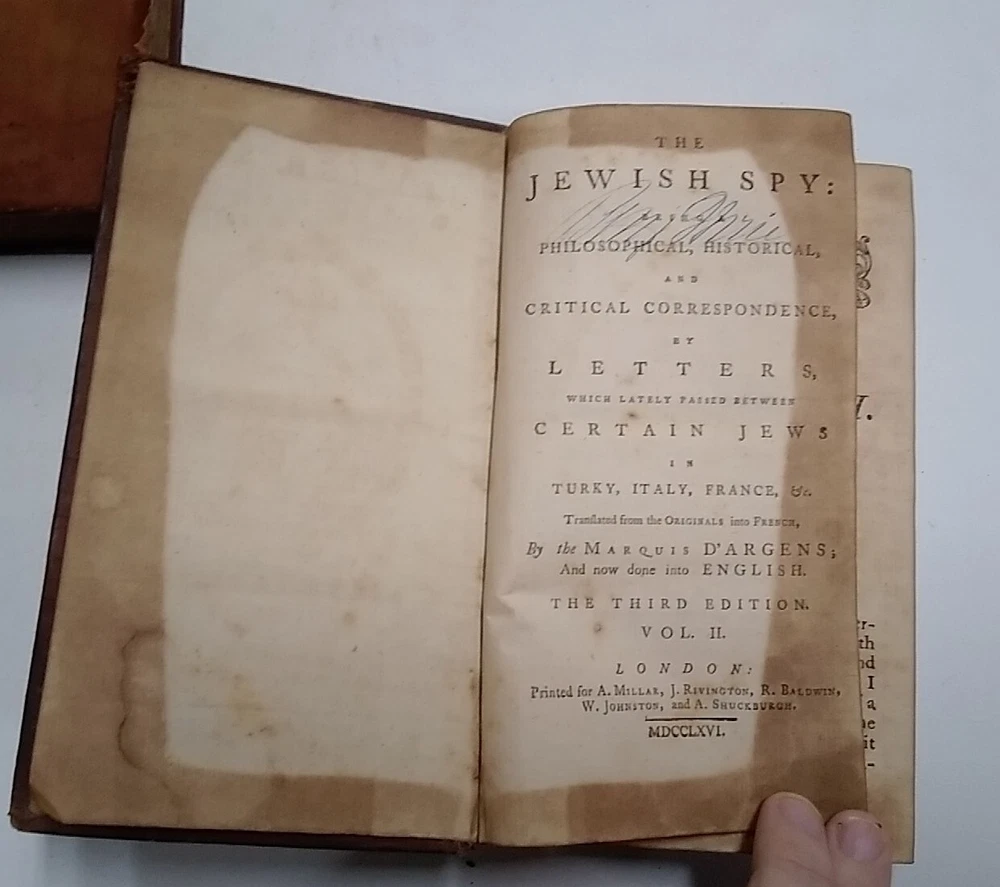 THE
JEWISH SPY:
BEING A
PHILOSOPHICAL, HISTORICAL,
AND
CRITICAL CORRESPONDENCE,
BY
LETTERS,
WHICH LATELY PASSED BETWEEN
CERTAIN JEWS
IN
TURKY, ITALY, FRANCE, &c.
Translated from the ORIGINALS into FRENCH,
By the MARQUIS D'ARGENS;
And now done into ENGLISH.
THE THIRD EDITION.
VOL. II.
LONDON:
Printed for A. MILLAR, J. RIVINGTON, R. BALDWIN,
W. JOHNSTON, and A. SHUCKBURGH.
MDCCLXVI.